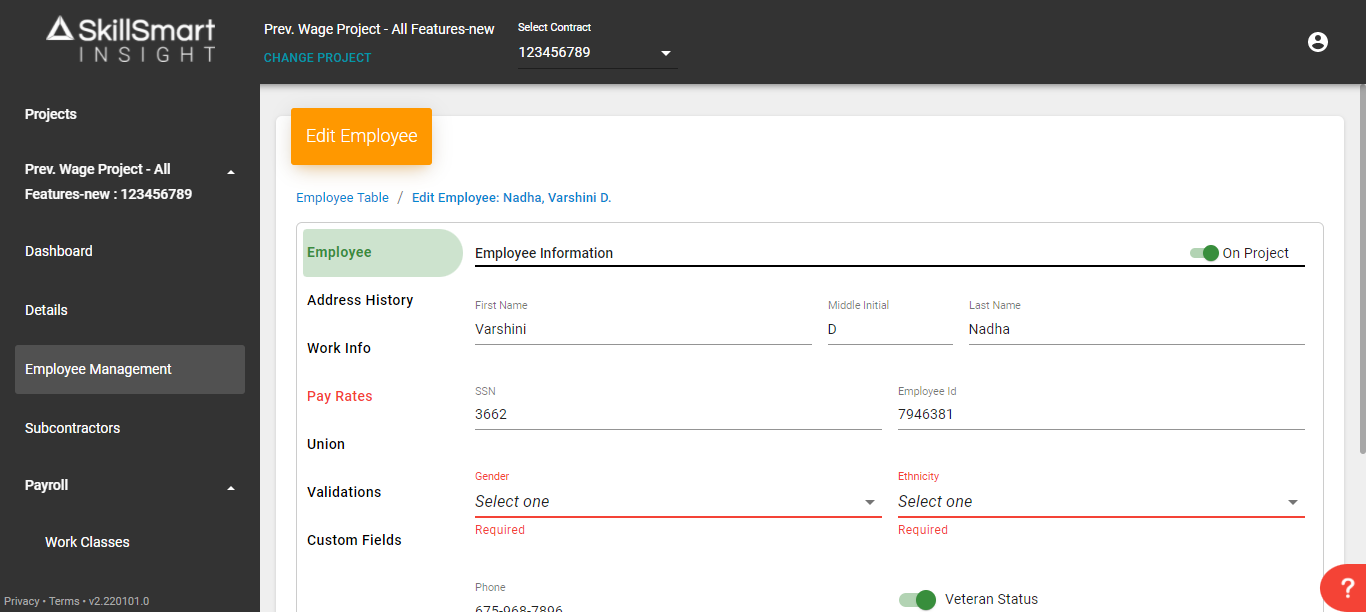 SkillSmart
INSIGHT
Prev. Wage Project - All Features-new
CHANGE PROJECT
Select Contract
123456789
Projects
Prev. Wage Project - All
Features-new : 123456789
Dashboard
Details
Employee Management
Subcontractors
Payroll
Work Classes
Privacy • Terms • v2.220101.0
Edit Employee
Employee Table / Edit Employee: Nadha, Varshini D.
Employee
Address History
Work Info
Pay Rates
Union
Validations
Custom Fields
Employee Information
On Project
First Name
Middle Initial
Last Name
Varshini
D
Nadha
SSN
Employee Id
3662
7946381
Gender
Ethnicity
Select one
Select one
Required
Required
Phone
675-968-7896
Veteran Status
?